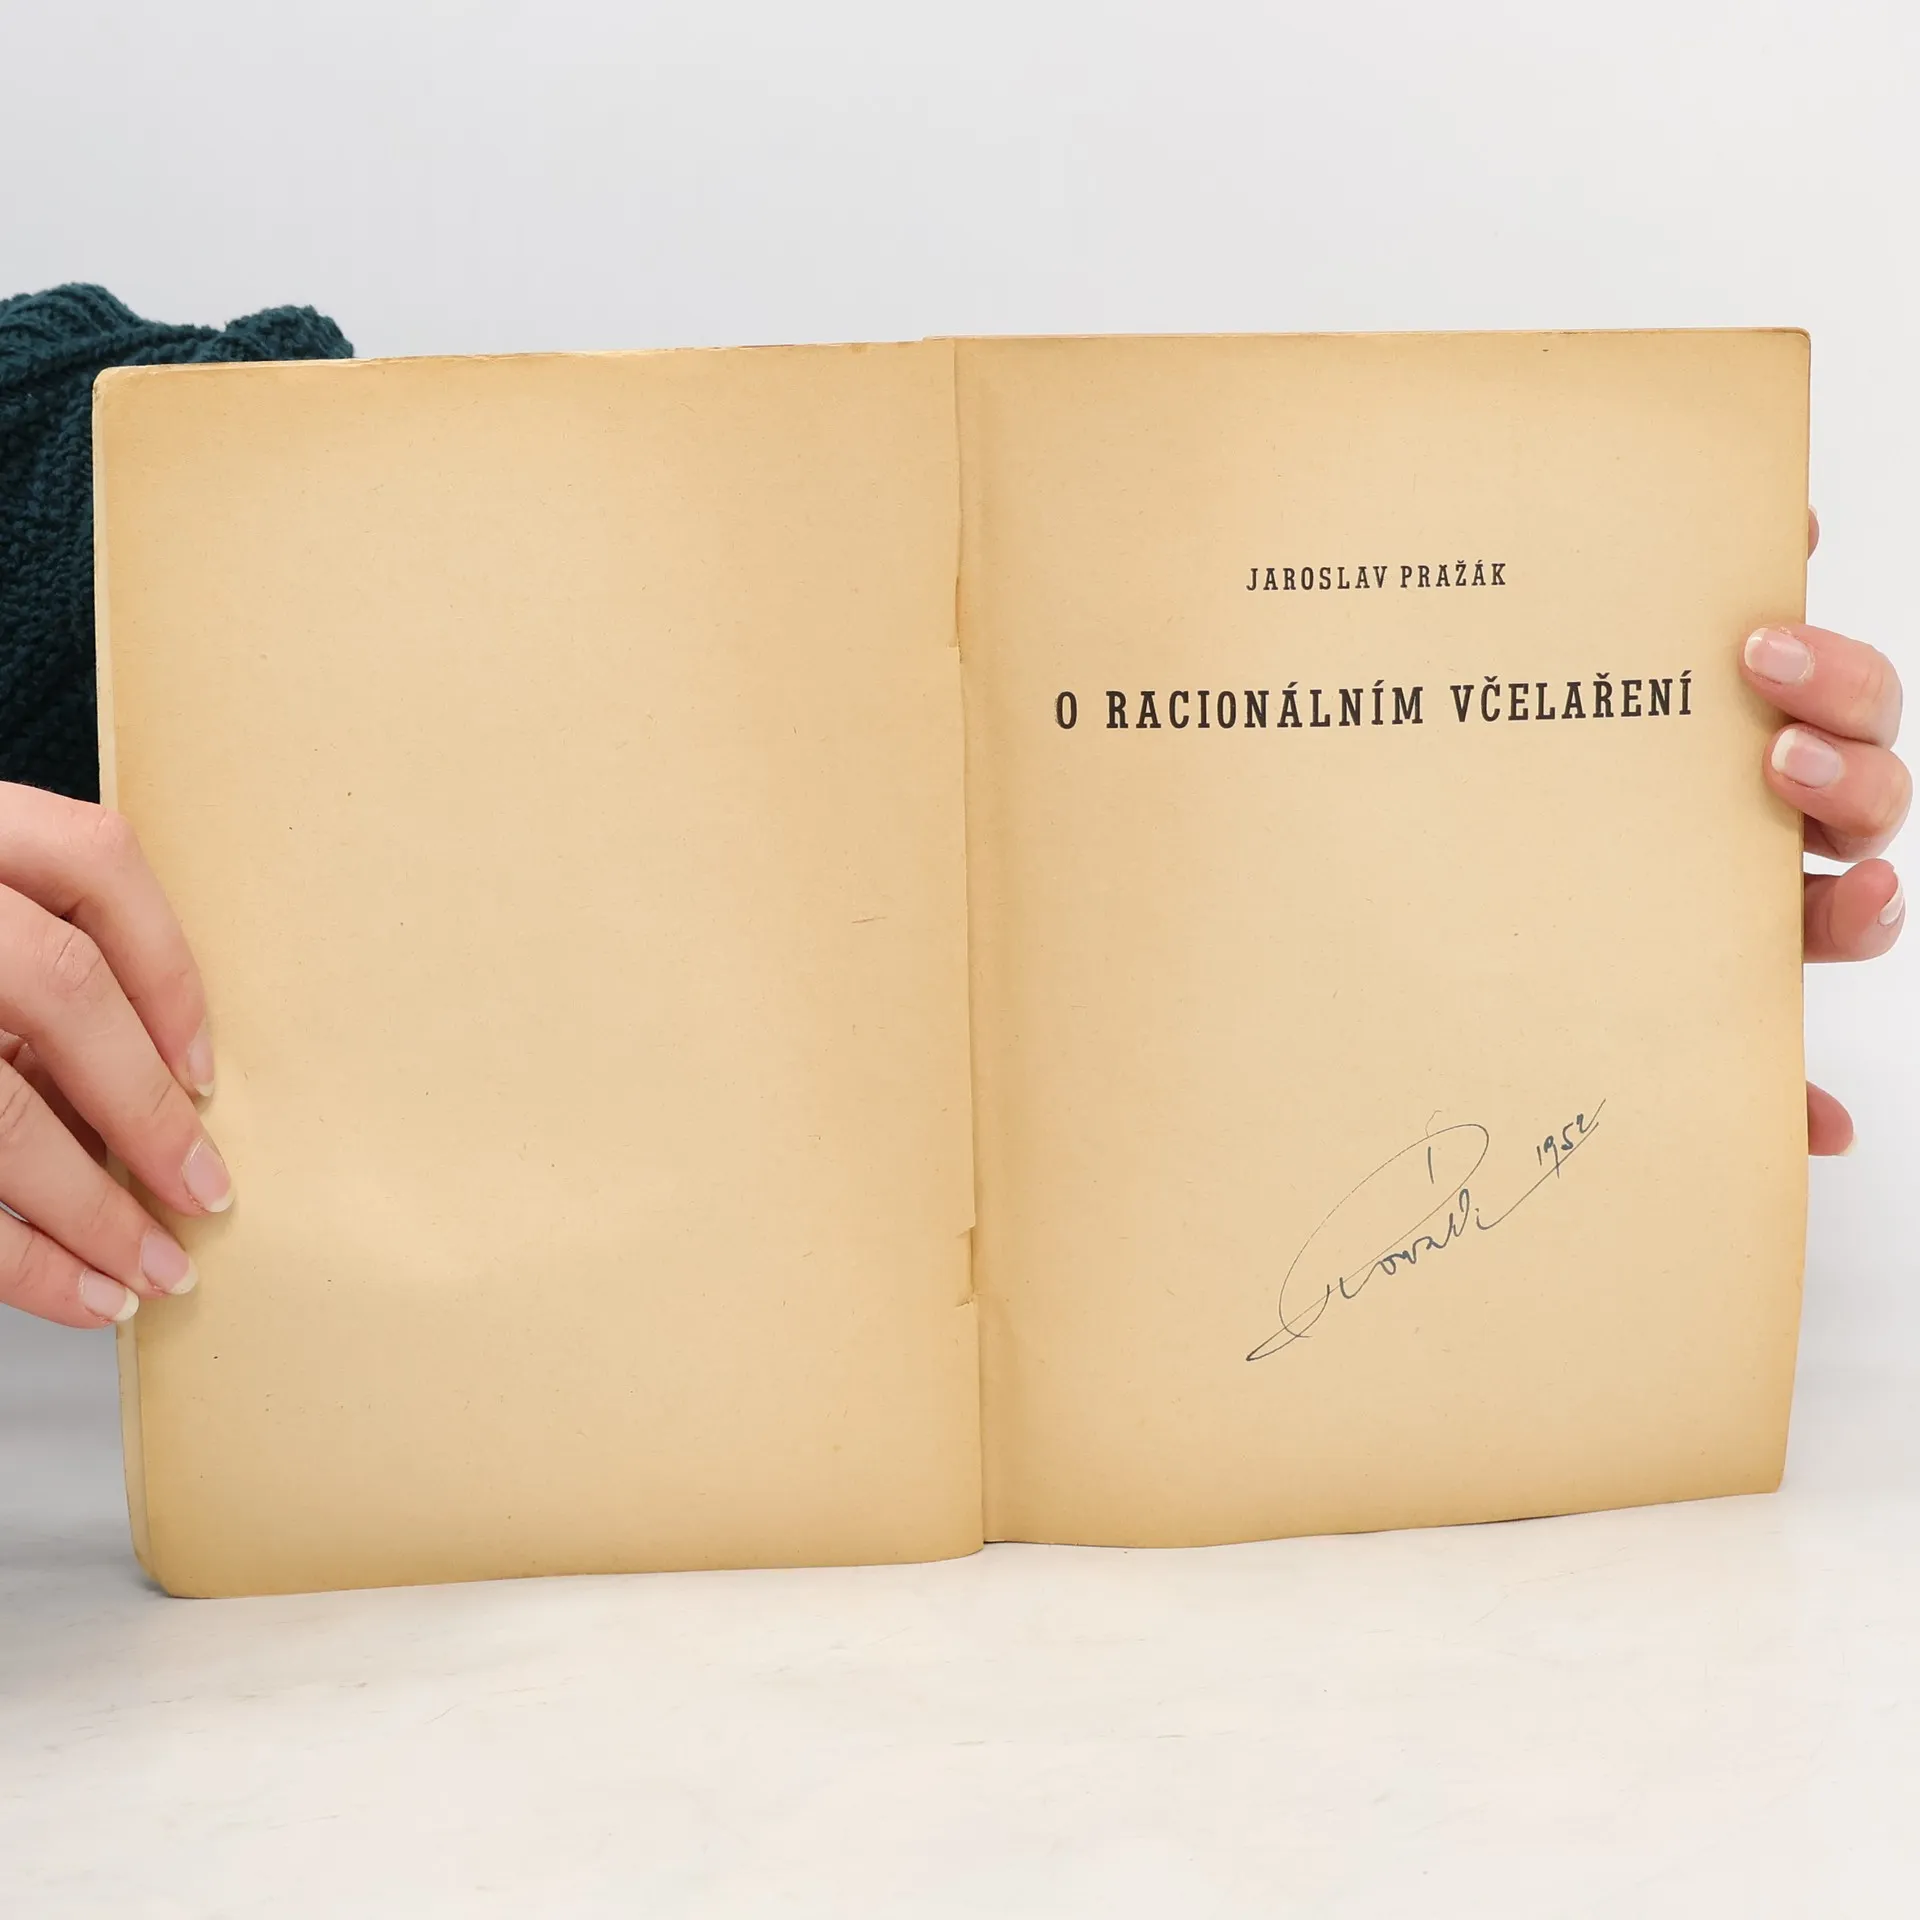 JAROSLAV PRAŽÁK
O RACIONÁLNÍM VČELAŘENÍ
1952